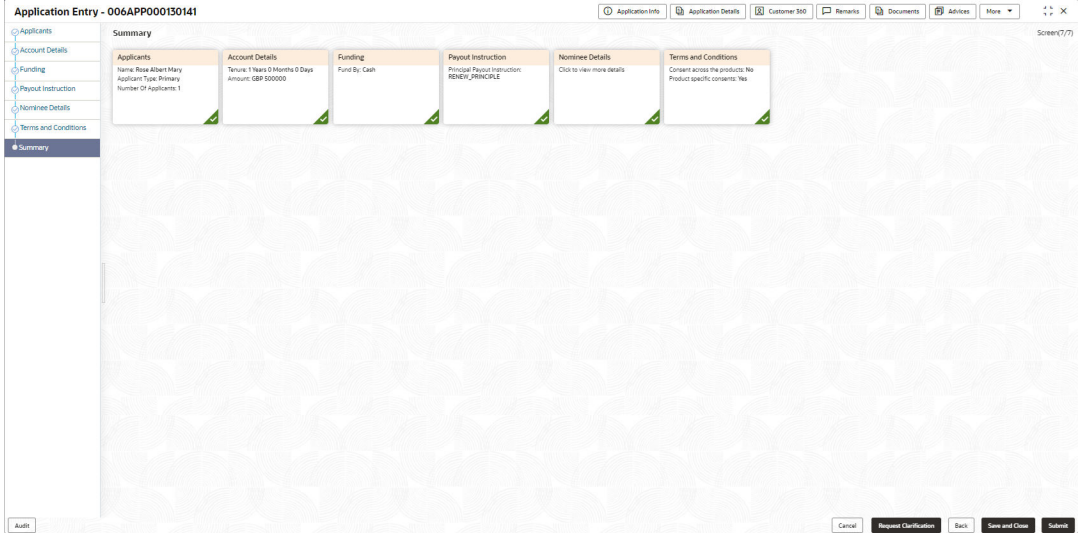 Application Entry - 006APP000130141
Application Info
Application Details
Customer 360
Remarks
Documents
Advices
More
Applicants
Account Details
Funding
Payout Instruction
Nominee Details
Terms and Conditions
Summary
Summary
Screen(7/7)
Applicants
Name: Rose Albert Mary
Applicant Type: Primary
Number Of Applicants: 1
Account Details
Tenure: 1 Years 0 Months 0 Days
Amount: GBP 500000
Funding
Fund By: Cash
Payout Instruction
Principal Payout Instruction:
RENEW_PRINCIPLE
Nominee Details
Click to view more details
Terms and Conditions
Consent across the products: No
Product specific consents: Yes
Audit
Cancel
Request Clarification
Back
Save and Close
Submit